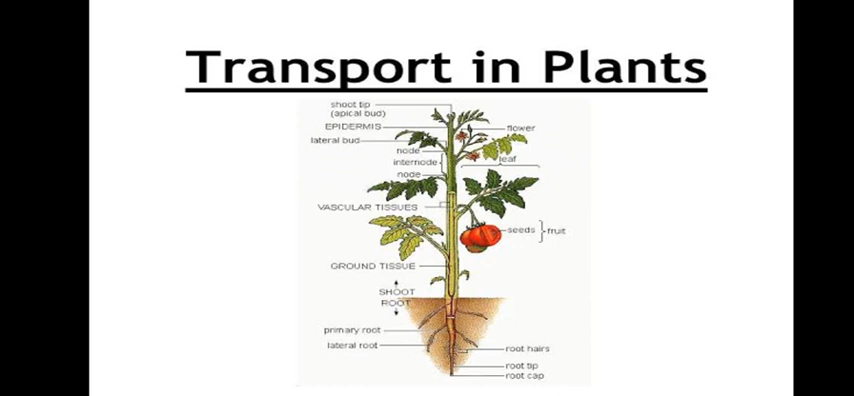 Transport in Plants
shoot tip
(apical bud)
EPIDERMIS
flower
lateral bud
node
leaf
internode
node
VASCULAR TISSUES
seeds
fruit
GROUND TISSUE
SHOOT
ROOT
primary root
lateral root
root hairs
root tip
root cap